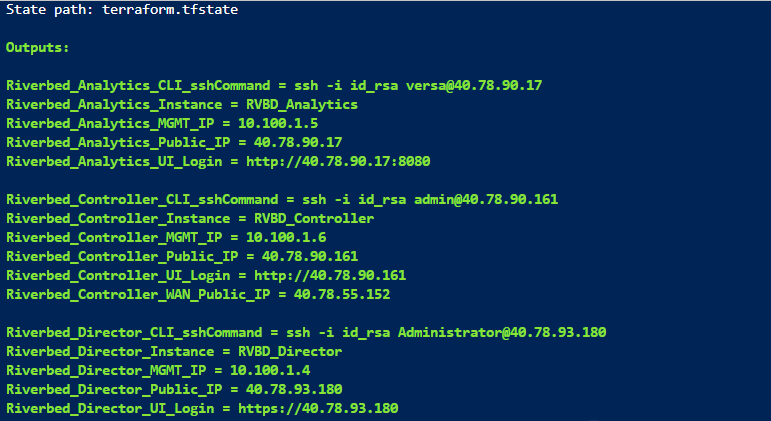 State path: terraform.tfstate
Outputs:
Riverbed_Analytics_CLI_sshCommand = ssh -i id_rsa versa@40.78.90.17
Riverbed_Analytics_Instance = RVBD_Analytics
Riverbed_Analytics_MGMT_IP = 10.100.1.5
Riverbed_Analytics_Public_IP = 40.78.90.17
Riverbed_Analytics_UI_Login = http://40.78.90.17:8080
Riverbed_Controller_CLI_sshCommand = ssh -i id_rsa admin@40.78.90.161
Riverbed_Controller_Instance = RVBD_Controller
Riverbed_Controller_MGMT_IP = 10.100.1.6
Riverbed_Controller_Public_IP = 40.78.90.161
Riverbed_Controller_UI_Login = http://40.78.90.161
Riverbed_Controller_WAN_Public_IP = 40.78.55.152
Riverbed_Director_CLI_sshCommand = ssh -i id_rsa Administrator@40.78.93.180
Riverbed_Director_Instance = RVBD_Director
Riverbed_Director_MGMT_IP = 10.100.1.4
Riverbed_Director_Public_IP = 40.78.93.180
Riverbed_Director_UI_Login = https://40.78.93.180